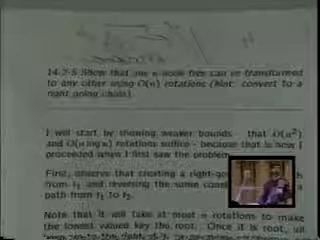 14.2-5 Show that any n-node tree can be transformed
to any other using O(n) rotations (hint: convert to a
right going chain).
I will start by showing weaker bounds - that O(n²)
and O(n log n) rotations suffice - because that is how I
proceeded when I first saw the problem.
First, observe that creating a right-go
from t₁ and reversing the same const
path from t₁ to t₂.
Note that it will take at most n rotations to make
the lowest valued key the root. Once it is root, all